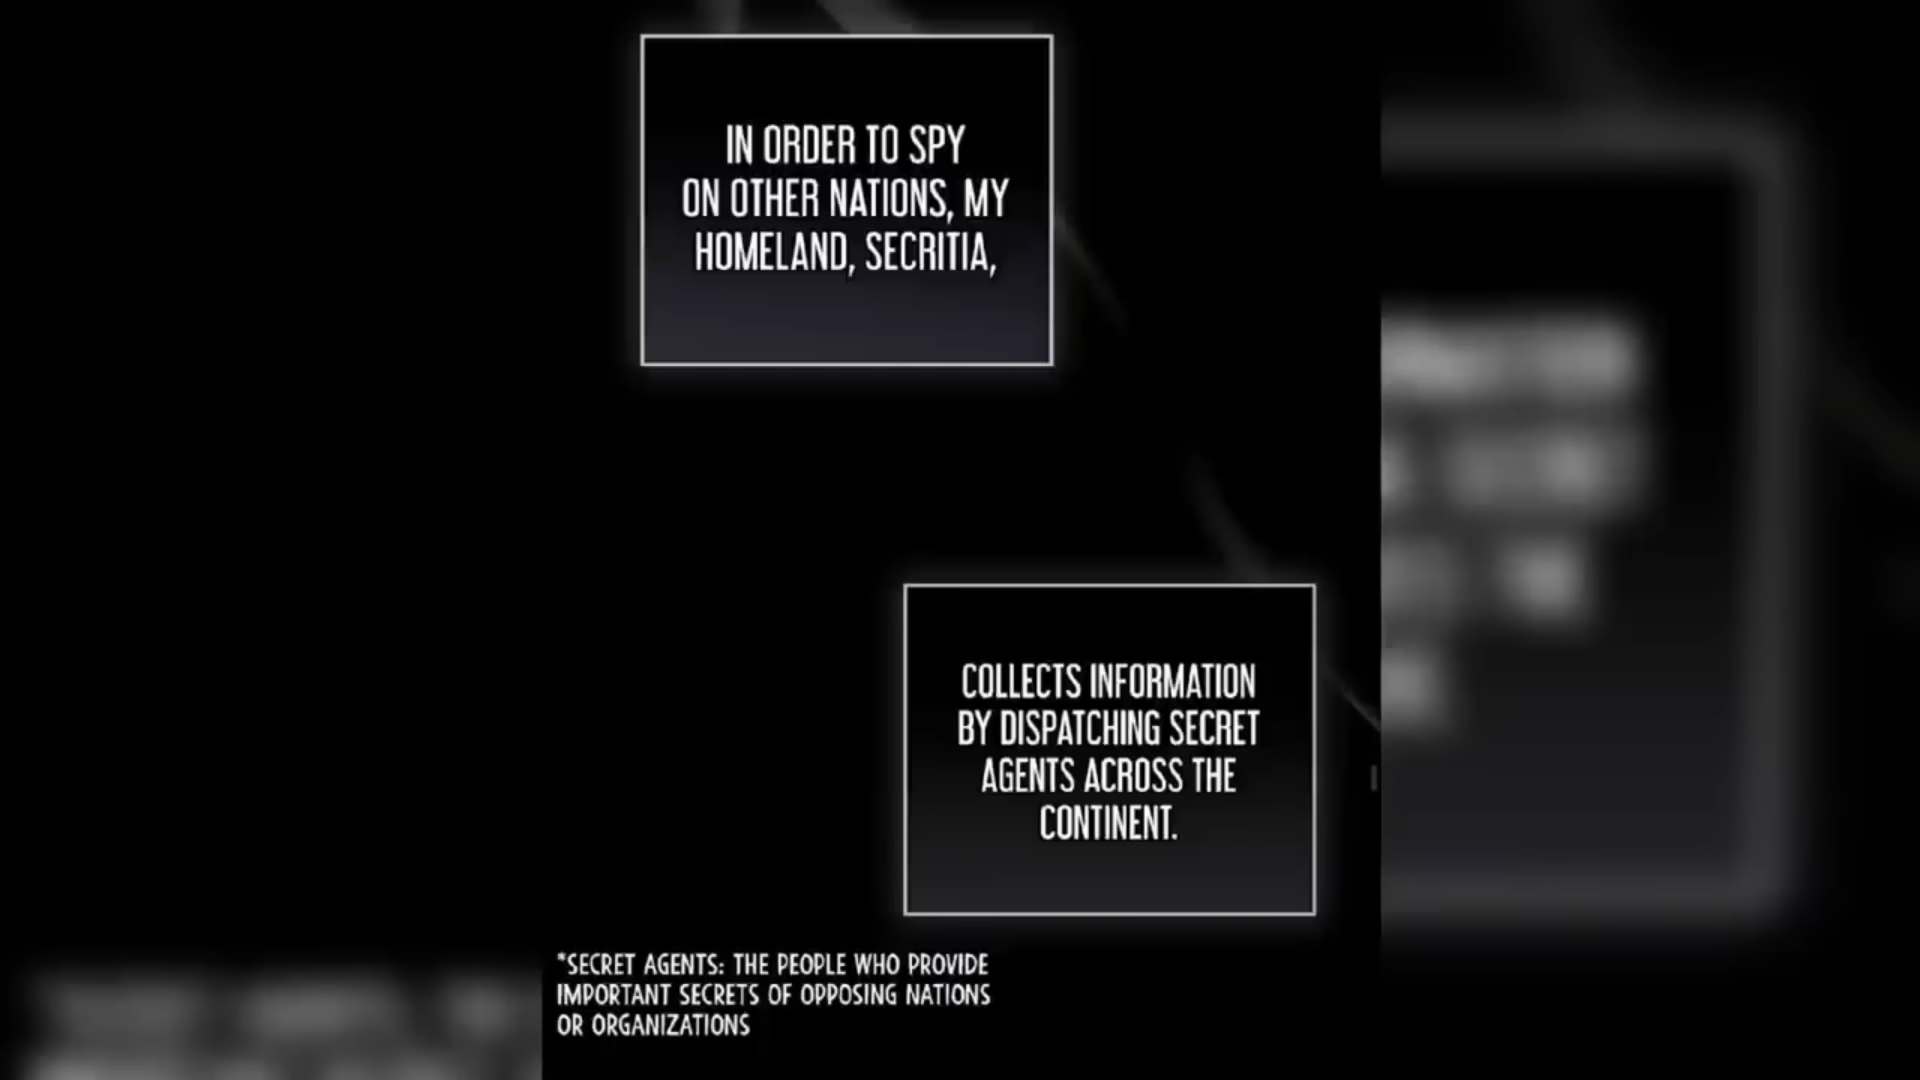 IN ORDER TO SPY
ON OTHER NATIONS, MY
HOMELAND, SECRITIA,
COLLECTS INFORMATION
BY DISPATCHING SECRET
AGENTS ACROSS THE
CONTINENT.
*SECRET AGENTS: THE PEOPLE WHO PROVIDE
IMPORTANT SECRETS OF OPPOSING NATIONS
OR ORGANIZATIONS